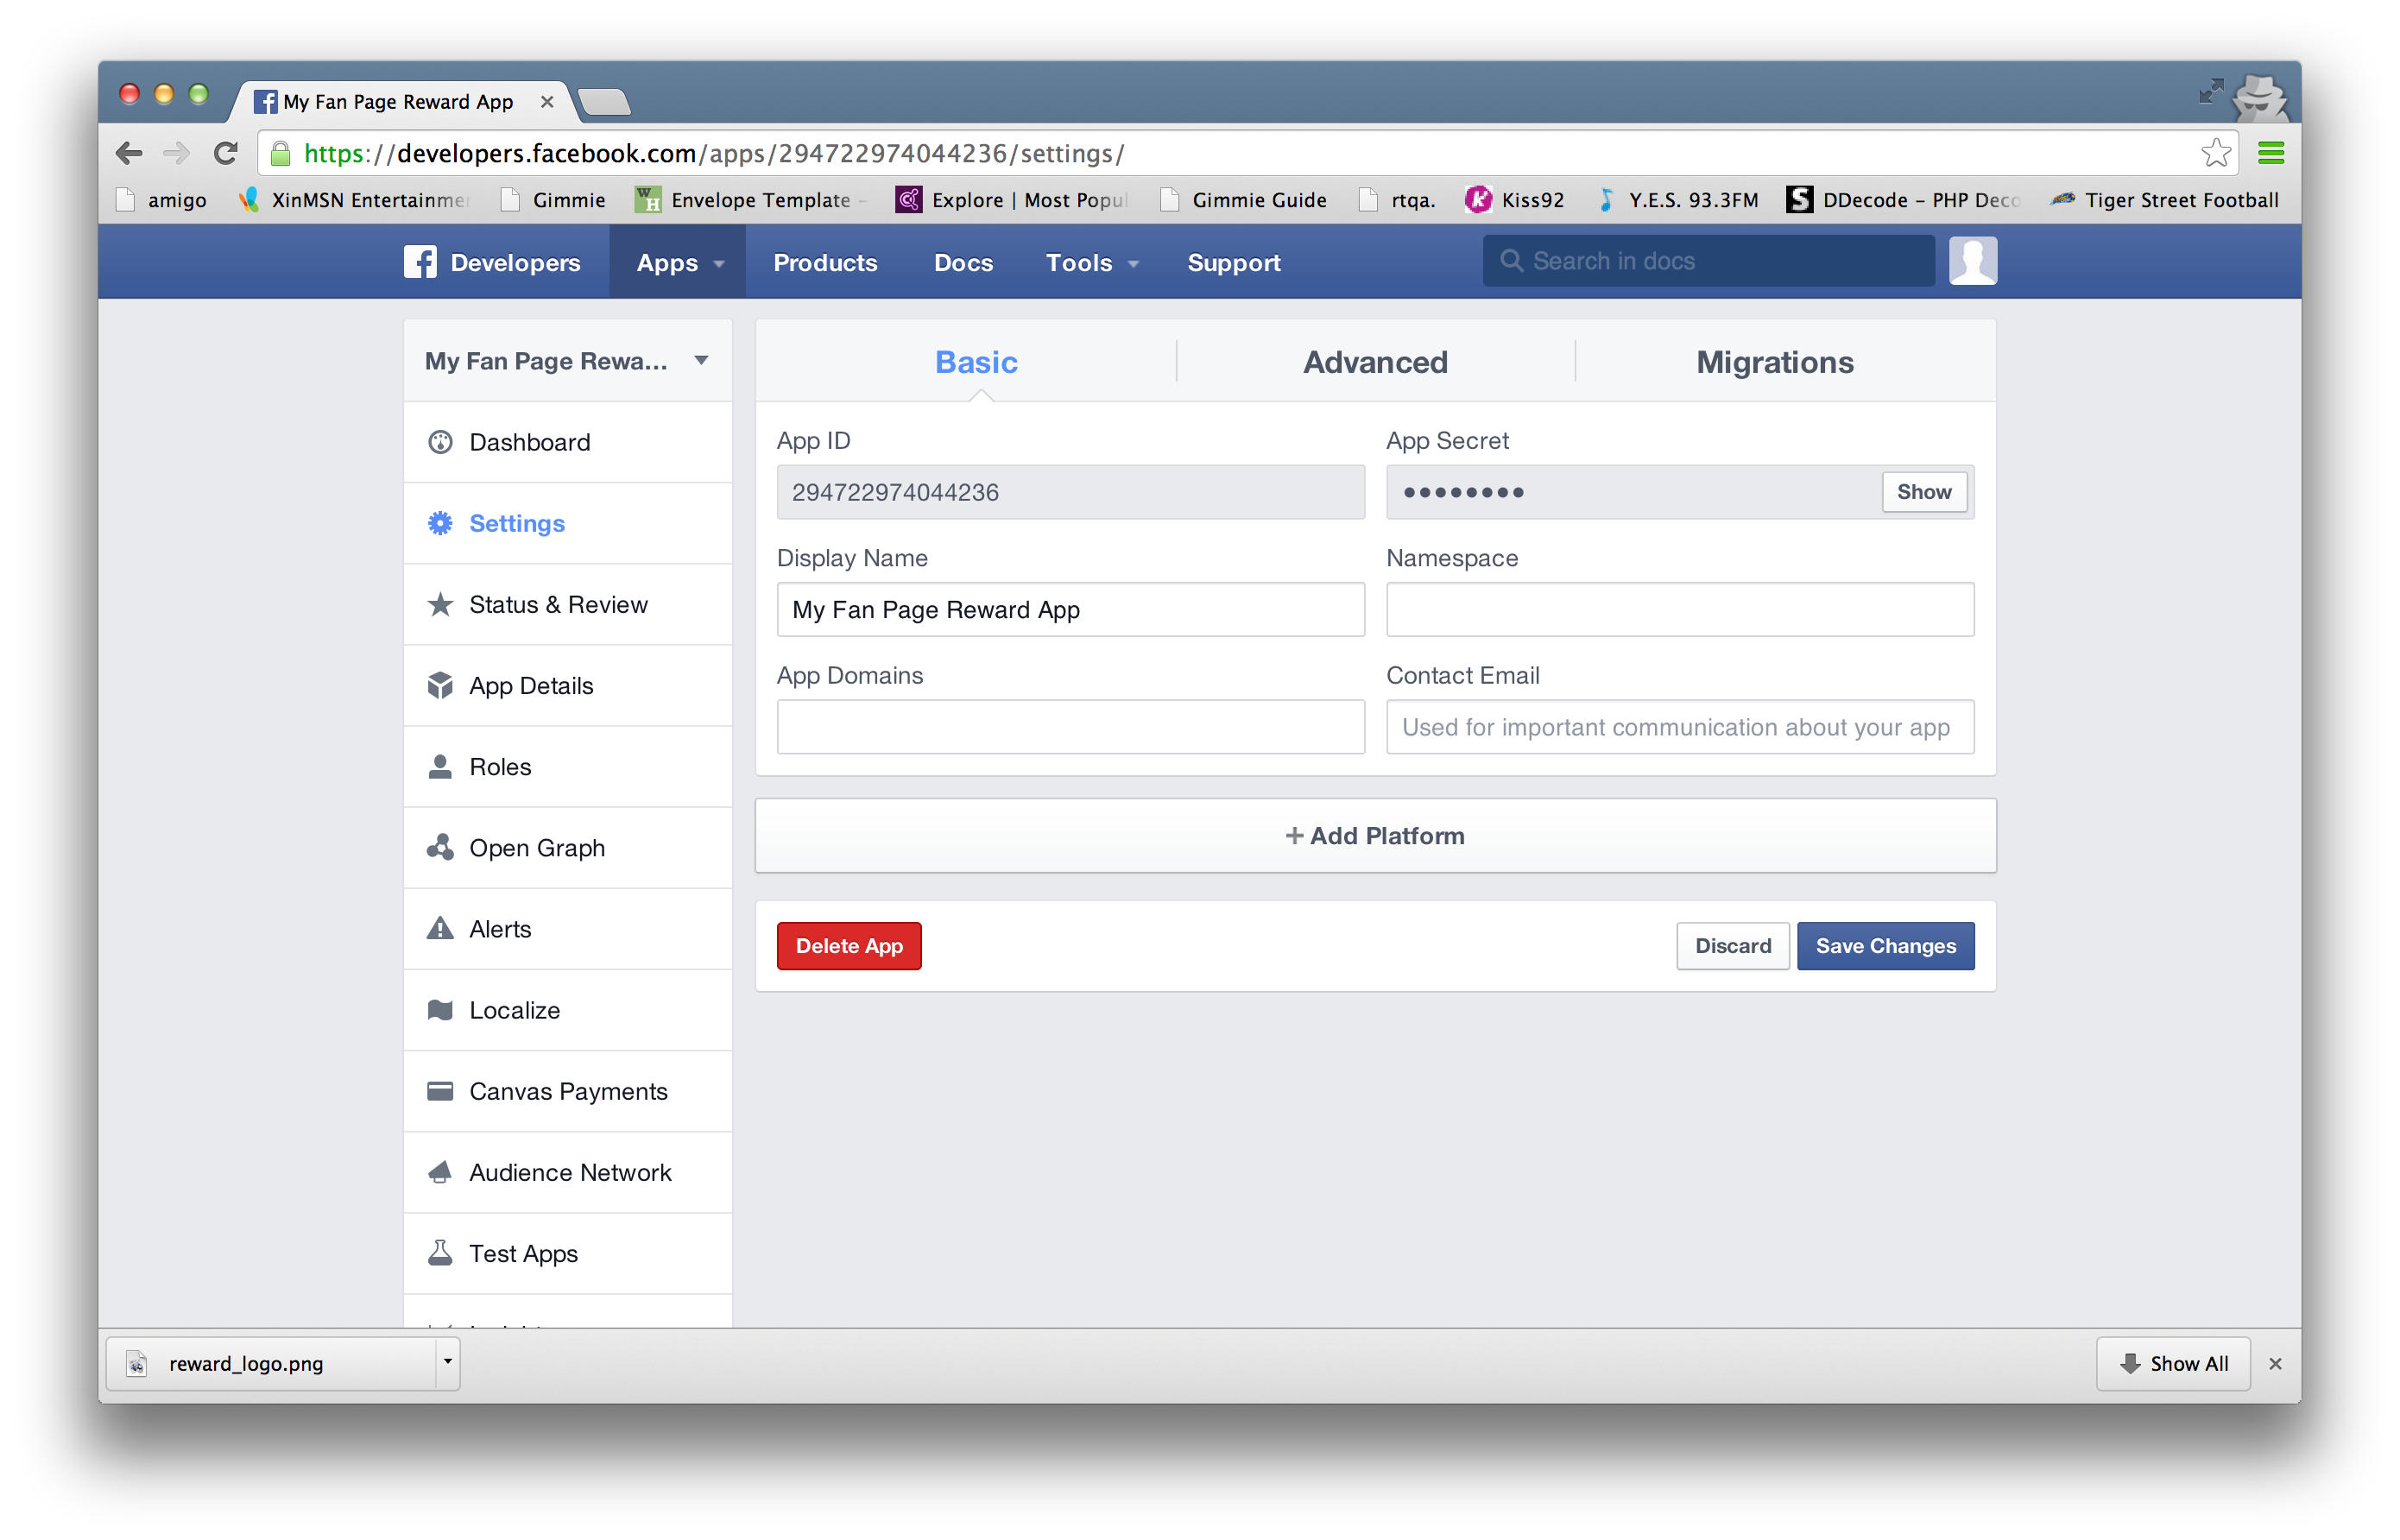 My Fan Page Reward App
https://developers.facebook.com/apps/294722974044236/settings/
amigo XinMSN Entertainme Gimmie Envelope Template - Explore | Most Popul Gimmie Guide rtqa. Kiss92 Y.E.S. 93.3FM DDecode - PHP Deco Tiger Street Football
Developers Apps Products Docs Tools Support Search in docs
My Fan Page Rewa...
Dashboard
Settings
Status & Review
App Details
Roles
Open Graph
Alerts
Localize
Canvas Payments
Audience Network
Test Apps
Basic Advanced Migrations
App ID App Secret
294722974044236 •••••••• Show
Display Name Namespace
My Fan Page Reward App
App Domains Contact Email
Used for important communication about your app
+ Add Platform
Delete App Discard Save Changes
reward_logo.png Show All